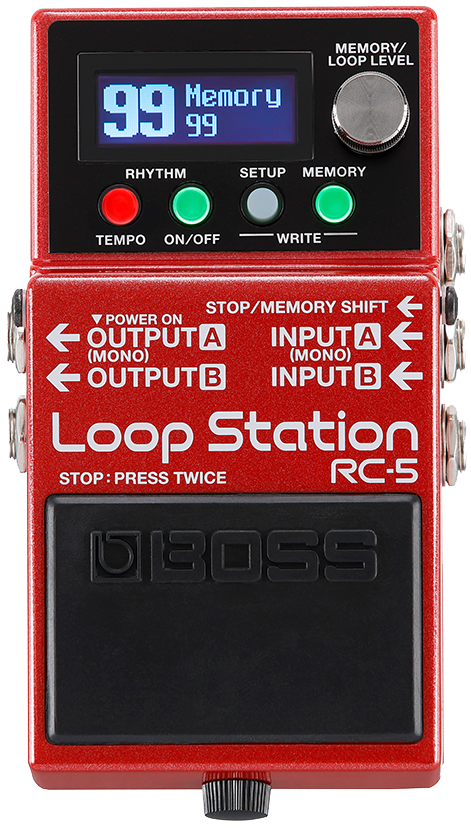 MEMORY/
LOOP LEVEL
99 Memory
99
RHYTHM
SETUP MEMORY
TEMPO ON/OFF
WRITE
STOP/MEMORY SHIFT ←
▼POWER ON
← OUTPUT A
(MONO)
INPUT A ←
(MONO)
← OUTPUT B
INPUT B ←
Loop Station
STOP : PRESS TWICE
RC-5
BOSS